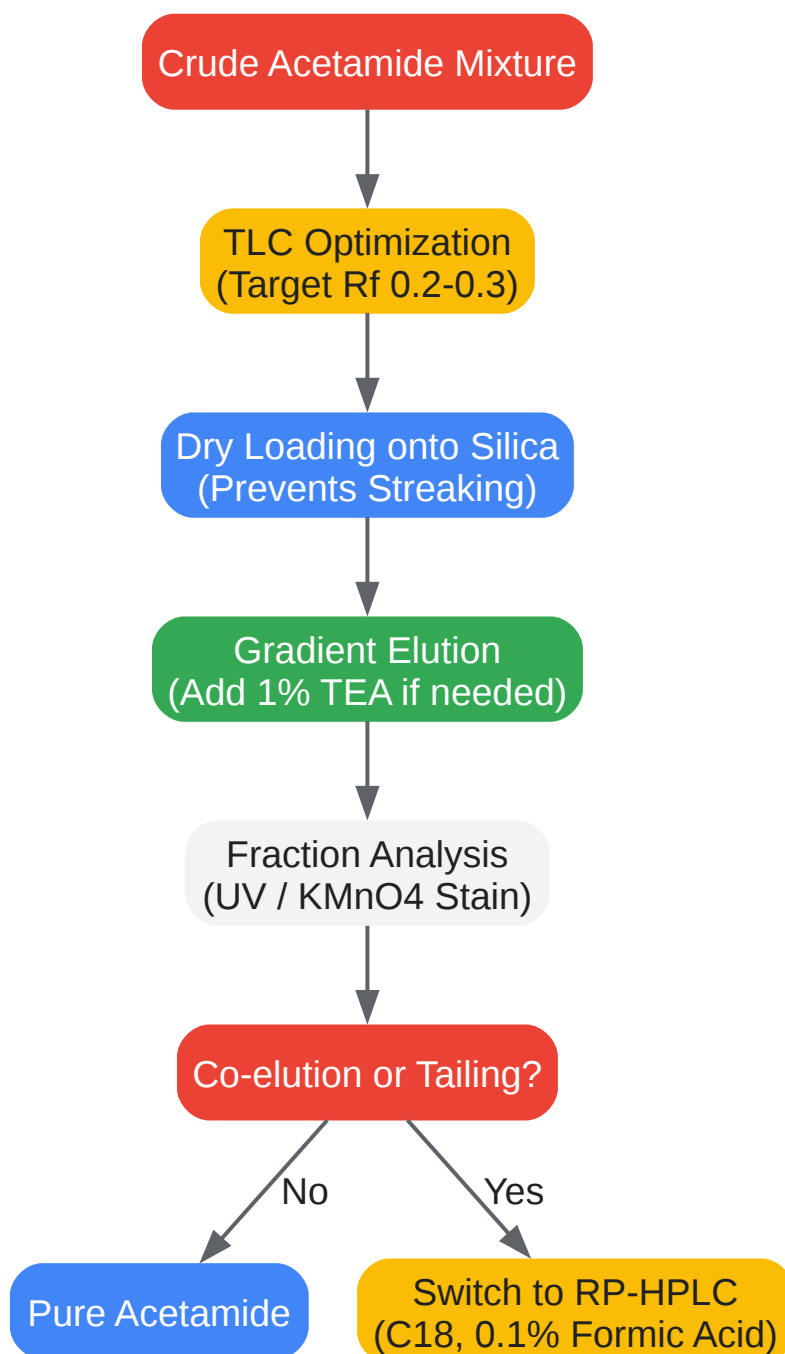 Crude Acetamide Mixture
TLC Optimization
(Target Rf 0.2-0.3)
Dry Loading onto Silica
(Prevents Streaking)
Gradient Elution
(Add 1% TEA if needed)
Fraction Analysis
(UV / KMnO4 Stain)
Co-elution or Tailing?
No
Yes
Pure Acetamide
Switch to RP-HPLC
(C18, 0.1% Formic Acid)